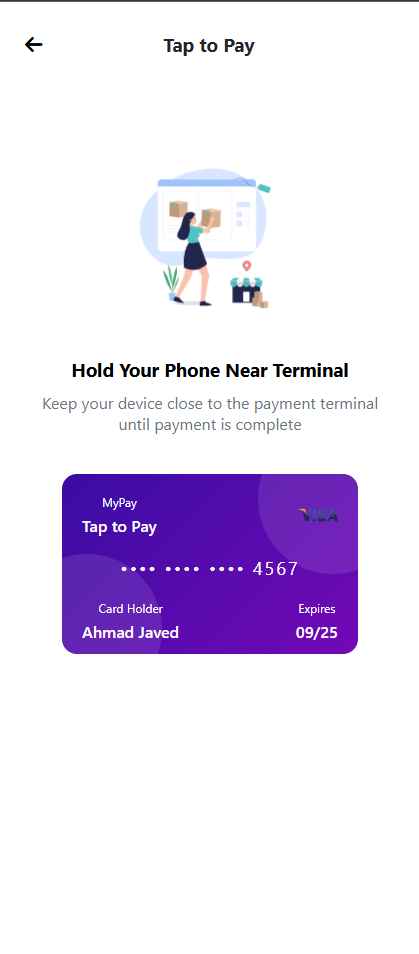 Tap to Pay
Hold Your Phone Near Terminal
Keep your device close to the payment terminal
until payment is complete
MyPay
Tap to Pay
VISA
•••• •••• •••• 4567
Card Holder
Expires
Ahmad Javed
09/25